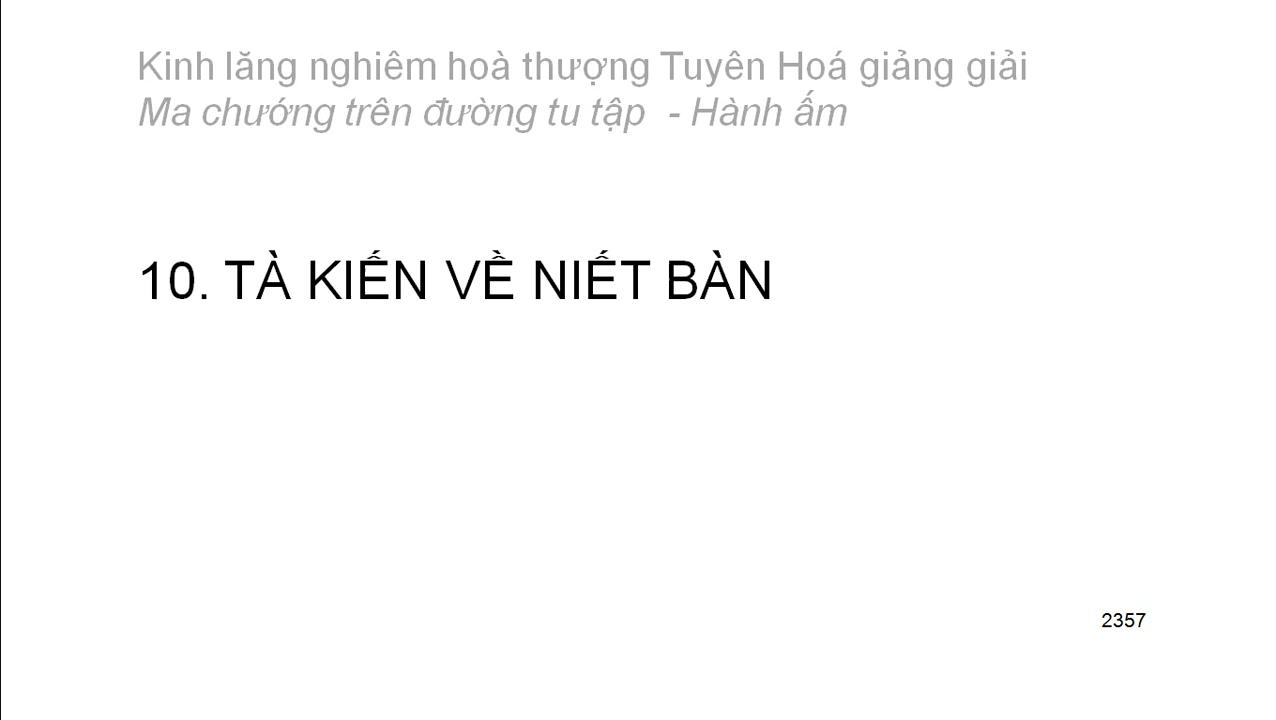 Kinh lăng nghiêm hoà thượng Tuyên Hoá giảng giải
Ma chướng trên đường tu tập - Hành ấm
10. TÀ KIẾN VỀ NIẾT BÀN
2357